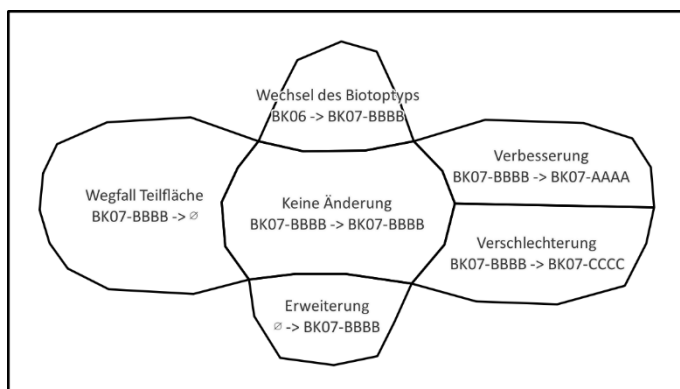 Wechsel des Biotoptyps
BK06 -> BK07-BBBB
Verbesserung
BK07-BBBB -> BK07-AAAA
Wegfall Teilfläche
BK07-BBBB -> ∅
Keine Änderung
BK07-BBBB -> BK07-BBBB
Verschlechterung
BK07-BBBB -> BK07-CCCC
Erweiterung
∅ -> BK07-BBBB